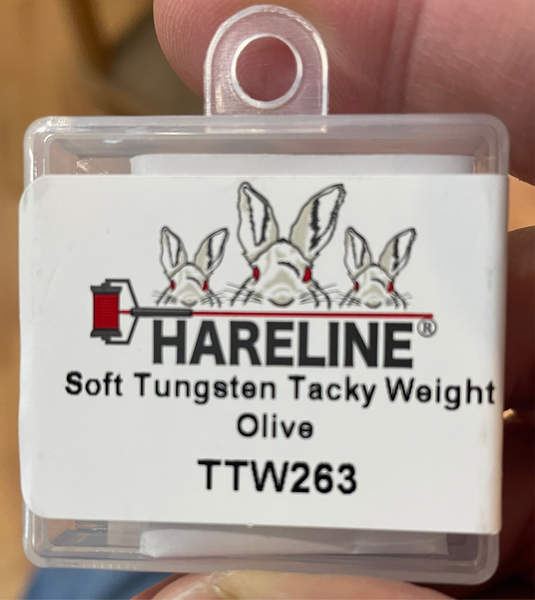 HARELINE®
Soft Tungsten Tacky Weight
Olive
TTW263